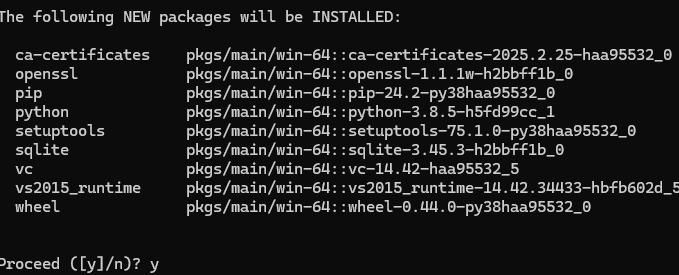 The following NEW packages will be INSTALLED:
ca-certificates pkgs/main/win-64::ca-certificates-2025.2.25-haa95532_0
openssl pkgs/main/win-64::openssl-1.1.1w-h2bbff1b_0
pip pkgs/main/win-64::pip-24.2-py38haa95532_0
python pkgs/main/win-64::python-3.8.5-h5fd99cc_1
setuptools pkgs/main/win-64::setuptools-75.1.0-py38haa95532_0
sqlite pkgs/main/win-64::sqlite-3.45.3-h2bbff1b_0
vc pkgs/main/win-64::vc-14.42-haa95532_5
vs2015_runtime pkgs/main/win-64::vs2015_runtime-14.42.34433-hbfb602d_5
wheel pkgs/main/win-64::wheel-0.44.0-py38haa95532_0
Proceed ([y]/n)? y